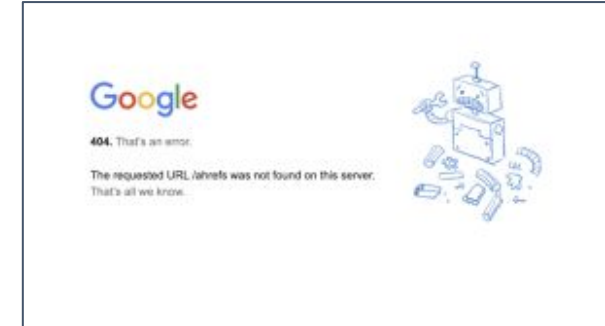 Google
404. That's an error.
The requested URL /ahrefs was not found on this server.
That's all we know.